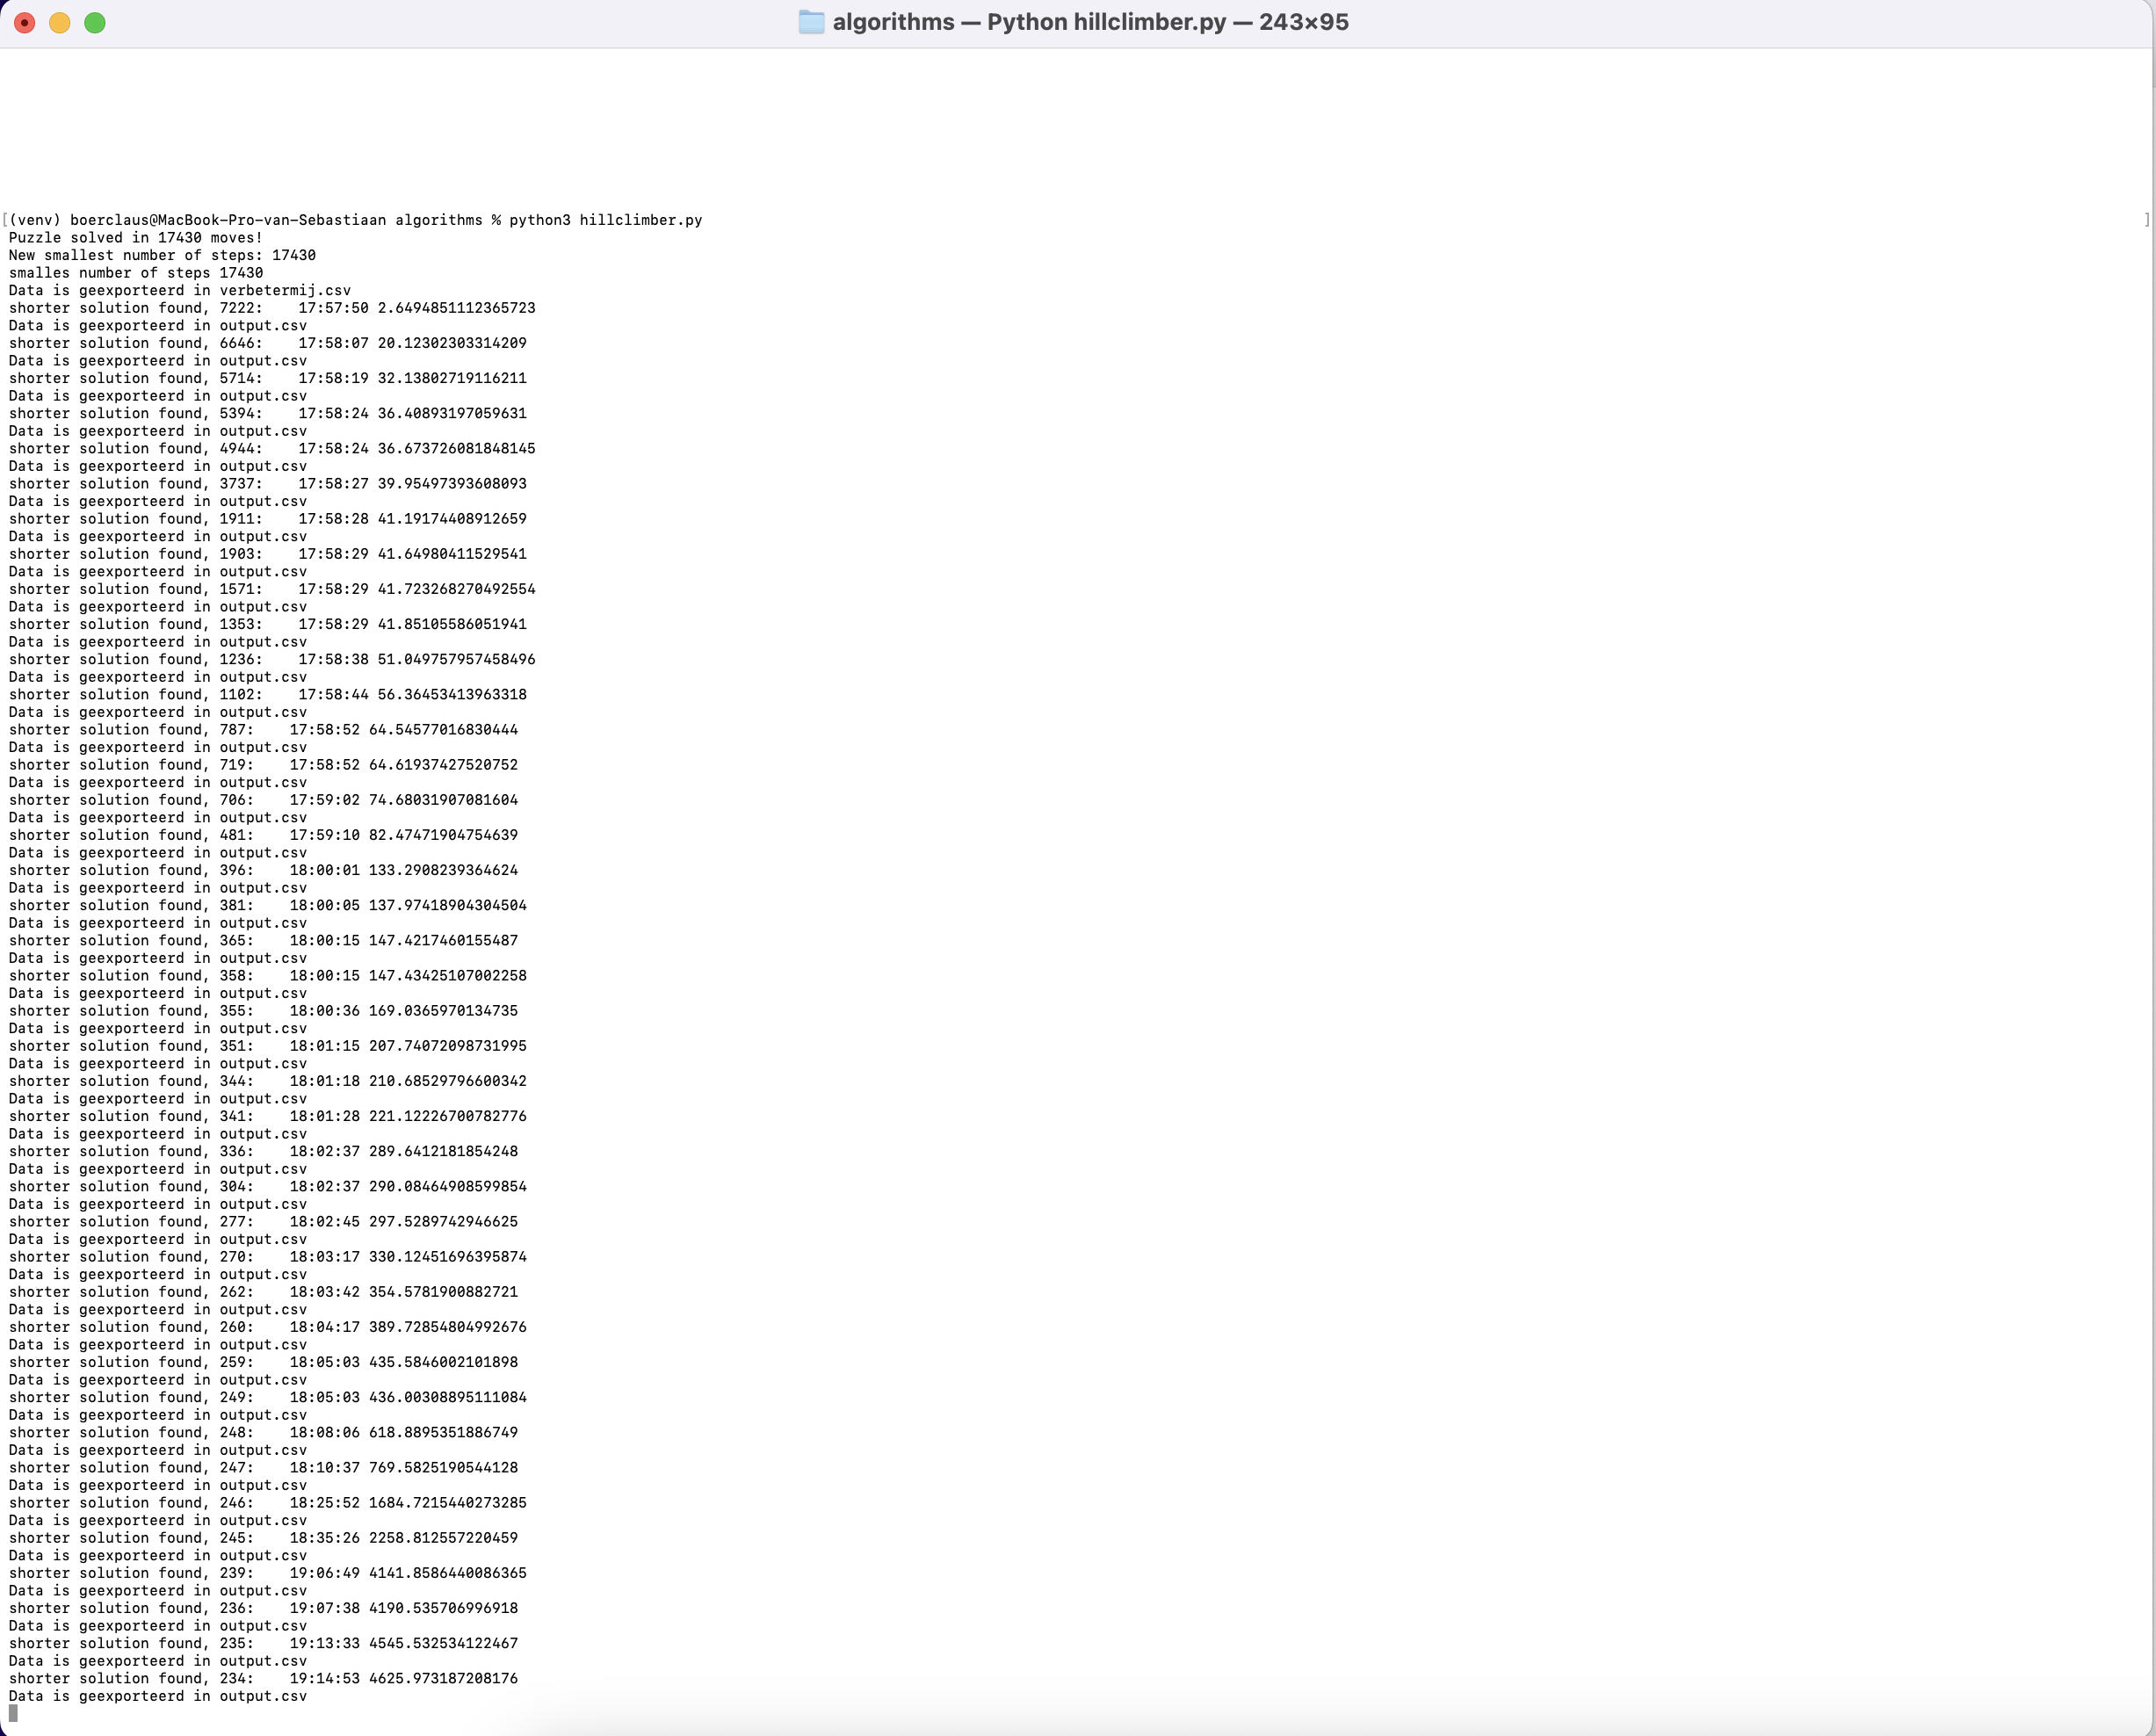 algorithms — Python hillclimber.py — 243×95
[(venv) boerclaus@MacBook-Pro-van-Sebastiaan algorithms % python3 hillclimber.py ]
Puzzle solved in 17430 moves!
New smallest number of steps: 17430
smalles number of steps 17430
Data is geexporteerd in verbetermij.csv
shorter solution found, 7222:    17:57:50 2.6494851112365723
Data is geexporteerd in output.csv
shorter solution found, 6646:    17:58:07 20.12302303314209
Data is geexporteerd in output.csv
shorter solution found, 5714:    17:58:19 32.13802719116211
Data is geexporteerd in output.csv
shorter solution found, 5394:    17:58:24 36.40893197059631
Data is geexporteerd in output.csv
shorter solution found, 4944:    17:58:24 36.673726081848145
Data is geexporteerd in output.csv
shorter solution found, 3737:    17:58:27 39.95497393608093
Data is geexporteerd in output.csv
shorter solution found, 1911:    17:58:28 41.19174408912659
Data is geexporteerd in output.csv
shorter solution found, 1903:    17:58:29 41.64980411529541
Data is geexporteerd in output.csv
shorter solution found, 1571:    17:58:29 41.723268270492554
Data is geexporteerd in output.csv
shorter solution found, 1353:    17:58:29 41.85105586051941
Data is geexporteerd in output.csv
shorter solution found, 1236:    17:58:38 51.049757957458496
Data is geexporteerd in output.csv
shorter solution found, 1102:    17:58:44 56.36453413963318
Data is geexporteerd in output.csv
shorter solution found, 787:    17:58:52 64.54577016830444
Data is geexporteerd in output.csv
shorter solution found, 719:    17:58:52 64.61937427520752
Data is geexporteerd in output.csv
shorter solution found, 706:    17:59:02 74.68031907081604
Data is geexporteerd in output.csv
shorter solution found, 481:    17:59:10 82.47471904754639
Data is geexporteerd in output.csv
shorter solution found, 396:    18:00:01 133.2908239364624
Data is geexporteerd in output.csv
shorter solution found, 381:    18:00:05 137.97418904304504
Data is geexporteerd in output.csv
shorter solution found, 365:    18:00:15 147.4217460155487
Data is geexporteerd in output.csv
shorter solution found, 358:    18:00:15 147.43425107002258
Data is geexporteerd in output.csv
shorter solution found, 355:    18:00:36 169.0365970134735
Data is geexporteerd in output.csv
shorter solution found, 351:    18:01:15 207.74072098731995
Data is geexporteerd in output.csv
shorter solution found, 344:    18:01:18 210.68529796600342
Data is geexporteerd in output.csv
shorter solution found, 341:    18:01:28 221.12226700782776
Data is geexporteerd in output.csv
shorter solution found, 336:    18:02:37 289.6412181854248
Data is geexporteerd in output.csv
shorter solution found, 304:    18:02:37 290.08464908599854
Data is geexporteerd in output.csv
shorter solution found, 277:    18:02:45 297.5289742946625
Data is geexporteerd in output.csv
shorter solution found, 270:    18:03:17 330.12451696395874
Data is geexporteerd in output.csv
shorter solution found, 262:    18:03:42 354.5781900882721
Data is geexporteerd in output.csv
shorter solution found, 260:    18:04:17 389.72854804992676
Data is geexporteerd in output.csv
shorter solution found, 259:    18:05:03 435.5846002101898
Data is geexporteerd in output.csv
shorter solution found, 249:    18:05:03 436.00308895111084
Data is geexporteerd in output.csv
shorter solution found, 248:    18:08:06 618.8895351886749
Data is geexporteerd in output.csv
shorter solution found, 247:    18:10:37 769.5825190544128
Data is geexporteerd in output.csv
shorter solution found, 246:    18:25:52 1684.7215440273285
Data is geexporteerd in output.csv
shorter solution found, 245:    18:35:26 2258.812557220459
Data is geexporteerd in output.csv
shorter solution found, 239:    19:06:49 4141.8586440086365
Data is geexporteerd in output.csv
shorter solution found, 236:    19:07:38 4190.535706996918
Data is geexporteerd in output.csv
shorter solution found, 235:    19:13:33 4545.532534122467
Data is geexporteerd in output.csv
shorter solution found, 234:    19:14:53 4625.973187208176
Data is geexporteerd in output.csv